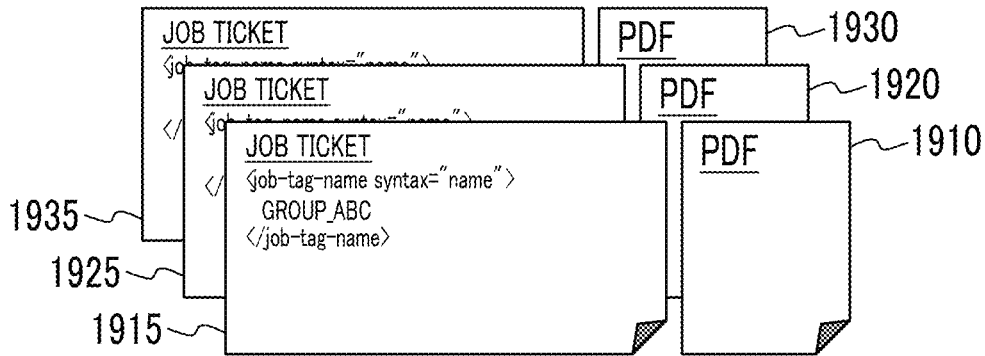 JOB TICKET
PDF
1930
JOB TICKET
PDF
1920
JOB TICKET
<job-tag-name syntax="name">
GROUP_ABC
</job-tag-name>
PDF
1910
1935
1925
1915